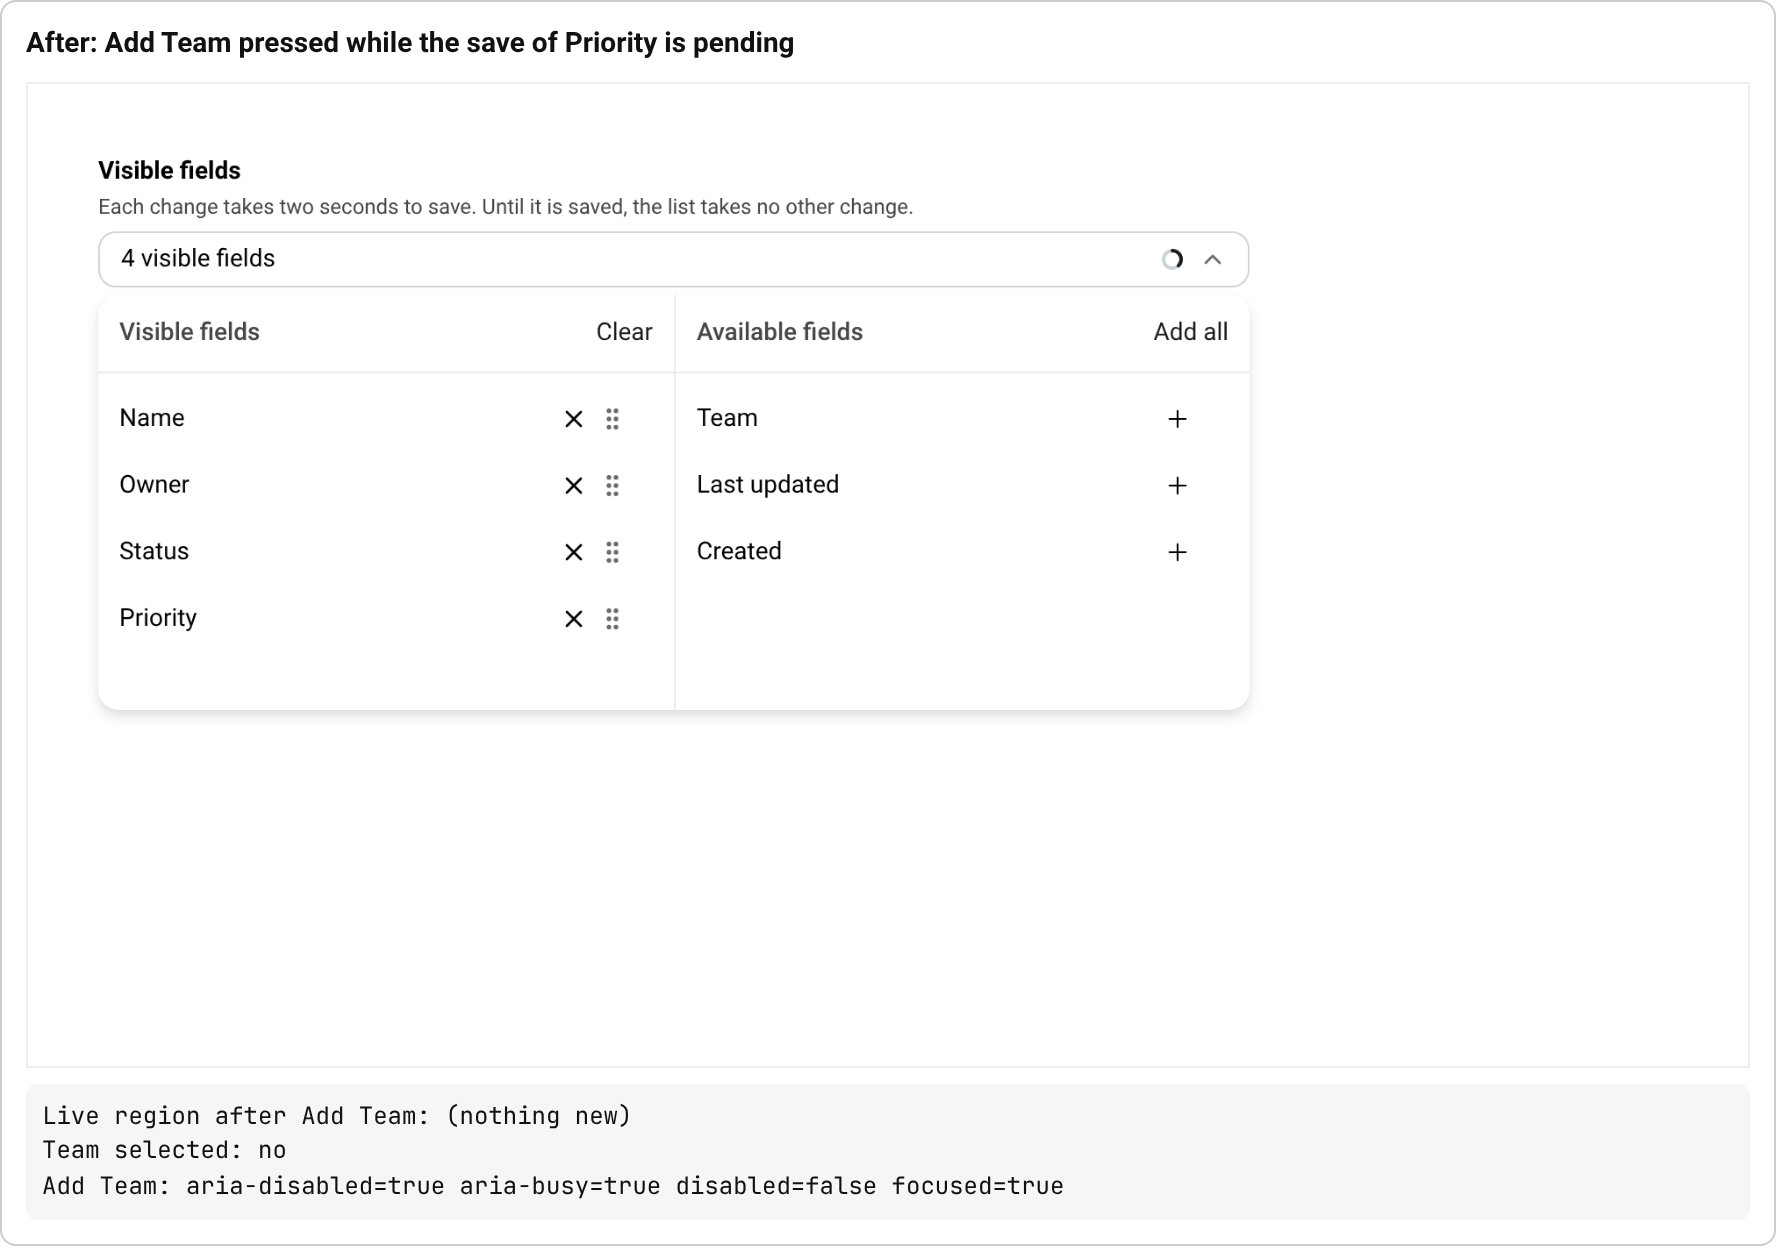 After: Add Team pressed while the save of Priority is pending
Visible fields
Each change takes two seconds to save. Until it is saved, the list takes no other change.
4 visible fields
Visible fields Clear
Available fields Add all
Name
Owner
Status
Priority
Team
Last updated
Created
Live region after Add Team: (nothing new)
Team selected: no
Add Team: aria-disabled=true aria-busy=true disabled=false focused=true